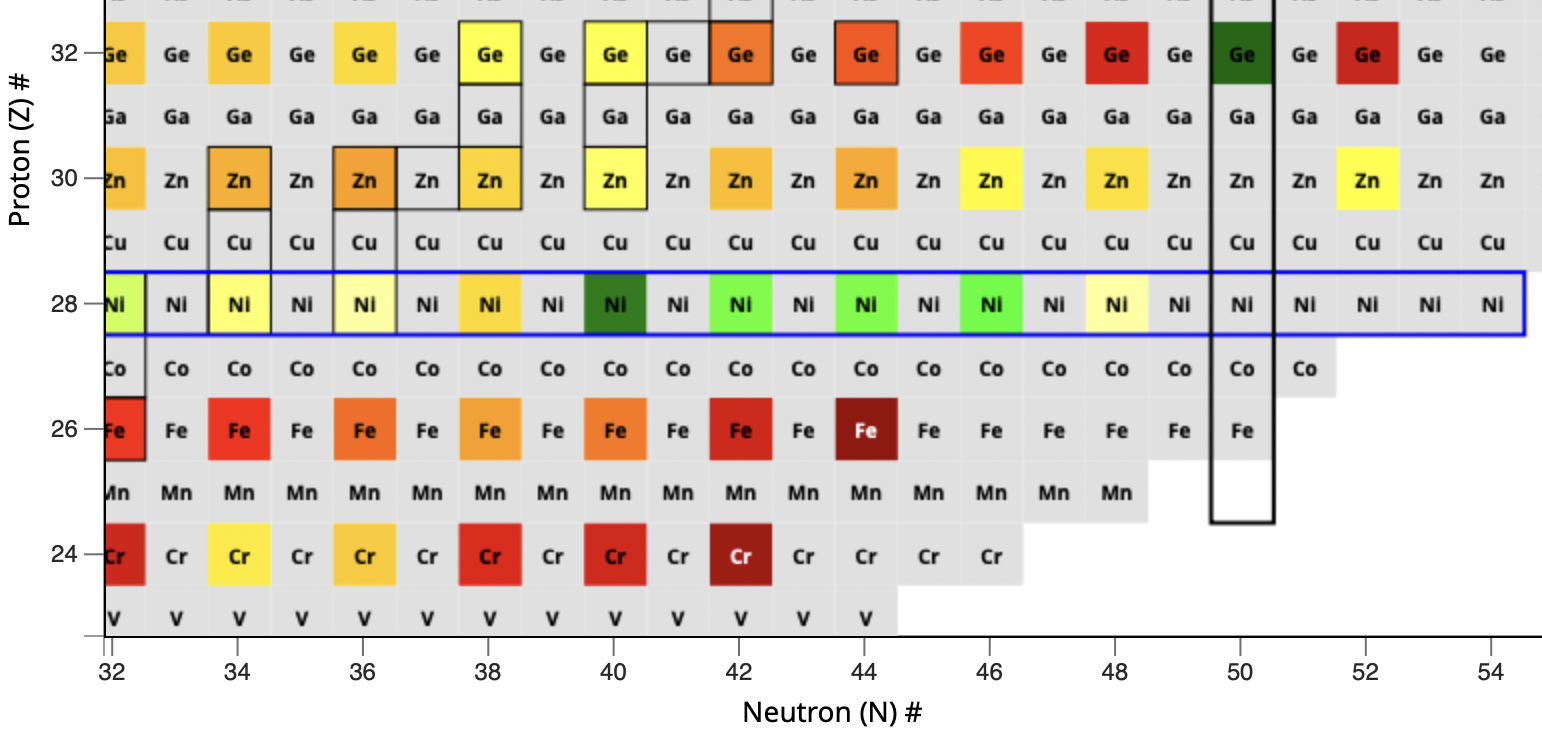 32 Ge Ge Ge Ge Ge Ge Ge Ge Ge Ge Ge Ge Ge Ge Ge Ge Ge Ge Ge Ge Ge Ge Ge
Ga Ga Ga Ga Ga Ga Ga Ga Ga Ga Ga Ga Ga Ga Ga Ga Ga Ga Ga Ga Ga Ga Ga
30 Zn Zn Zn Zn Zn Zn Zn Zn Zn Zn Zn Zn Zn Zn Zn Zn Zn Zn Zn Zn Zn Zn Zn
Cu Cu Cu Cu Cu Cu Cu Cu Cu Cu Cu Cu Cu Cu Cu Cu Cu Cu Cu Cu Cu Cu Cu
28 Ni Ni Ni Ni Ni Ni Ni Ni Ni Ni Ni Ni Ni Ni Ni Ni Ni Ni Ni Ni Ni Ni Ni
Co Co Co Co Co Co Co Co Co Co Co Co Co Co Co Co Co Co Co Co
26 Fe Fe Fe Fe Fe Fe Fe Fe Fe Fe Fe Fe Fe Fe Fe Fe Fe Fe Fe
Mn Mn Mn Mn Mn Mn Mn Mn Mn Mn Mn Mn Mn Mn Mn Mn Mn
24 Cr Cr Cr Cr Cr Cr Cr Cr Cr Cr Cr Cr Cr Cr Cr
V V V V V V V V V V V V V
32 34 36 38 40 42 44 46 48 50 52 54
Neutron (N) #
Proton (Z) #